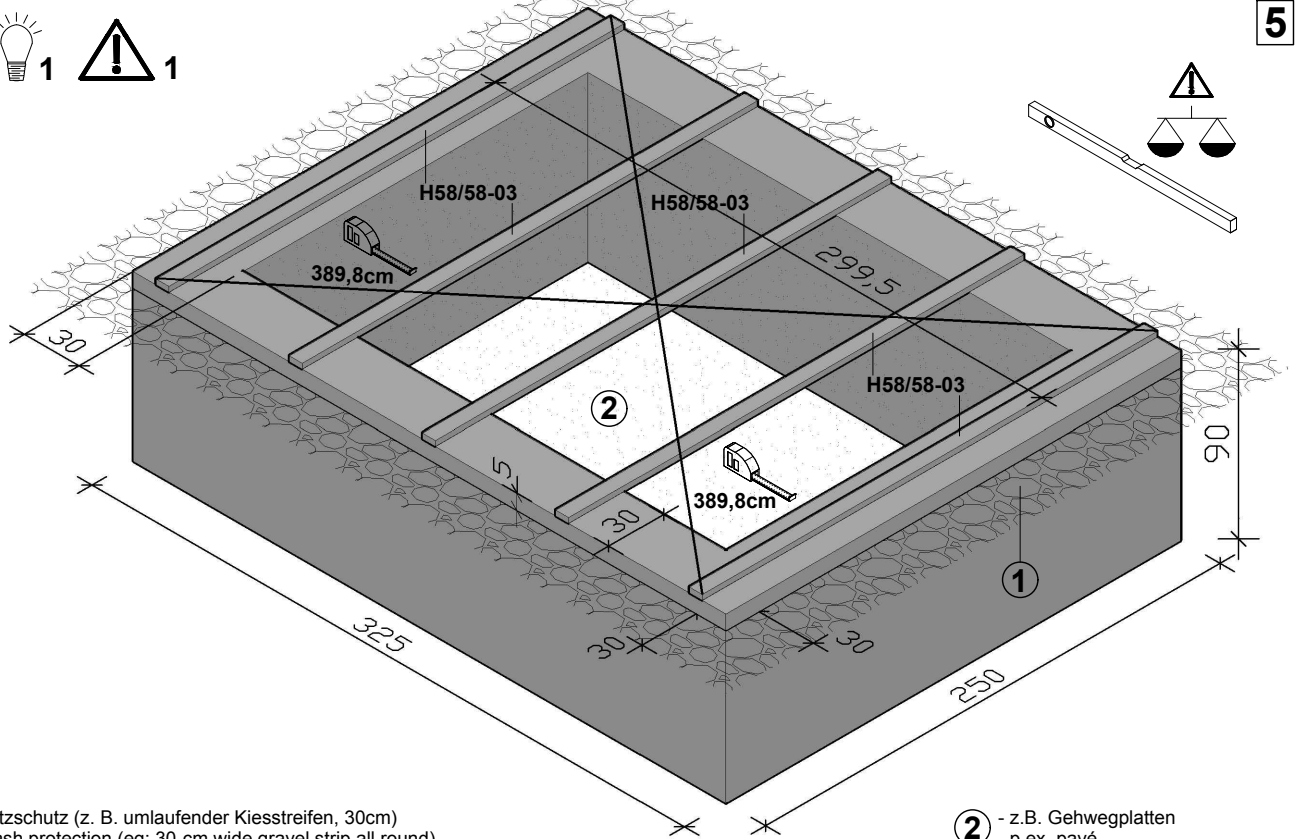 1
1
5
H58/58-03
H58/58-03
299,5
389,8cm
30
H58/58-03
2
90
5
389,8cm
30
1
325
30
30
250
tzschutz (z. B. umlaufender Kiesstreifen, 30cm)
sh protection (eg: 30-cm wide gravel strip all round)
2
- z.B. Gehwegplatten
- p.ex. pavé